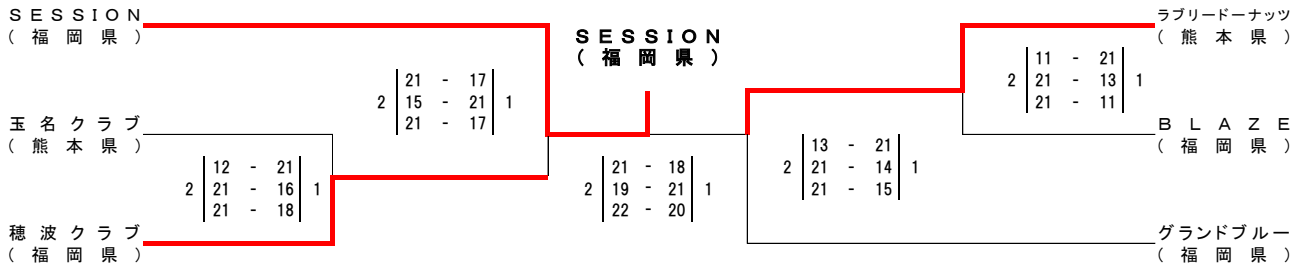 SESSION
(福岡県)
ラブリードーナッツ
(熊本県)
SESSION
(福岡県)
11 - 21
2 21 - 13 1
21 - 11
21 - 17
2 15 - 21 1
21 - 17
玉名クラブ
(熊本県)
BLAZE
(福岡県)
12 - 21
2 21 - 16 1
21 - 18
21 - 18
2 19 - 21 1
22 - 20
13 - 21
2 21 - 14 1
21 - 15
穂波クラブ
(福岡県)
グランドブルー
(福岡県)